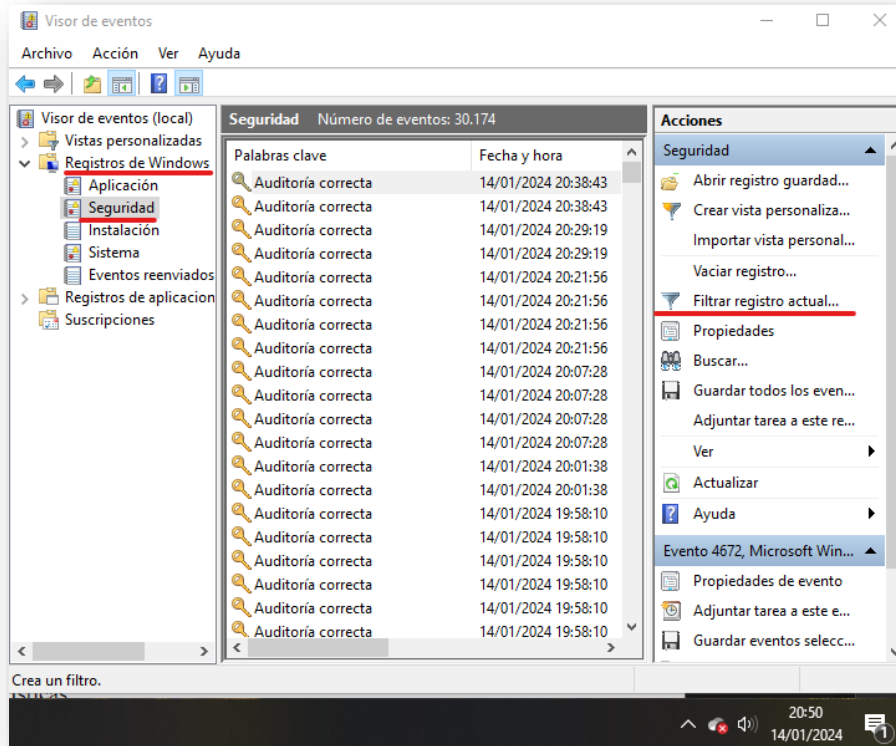 Visor de eventos
Archivo Acción Ver Ayuda
Visor de eventos (local)
Vistas personalizadas
Registros de Windows
Aplicación
Seguridad
Instalación
Sistema
Eventos reenviados
Registros de aplicacion
Suscripciones
Seguridad Número de eventos: 30.174
Palabras clave Fecha y hora
Auditoría correcta 14/01/2024 20:38:43
Auditoría correcta 14/01/2024 20:38:43
Auditoría correcta 14/01/2024 20:29:19
Auditoría correcta 14/01/2024 20:29:19
Auditoría correcta 14/01/2024 20:21:56
Auditoría correcta 14/01/2024 20:21:56
Auditoría correcta 14/01/2024 20:21:56
Auditoría correcta 14/01/2024 20:21:56
Auditoría correcta 14/01/2024 20:07:28
Auditoría correcta 14/01/2024 20:07:28
Auditoría correcta 14/01/2024 20:07:28
Auditoría correcta 14/01/2024 20:07:28
Auditoría correcta 14/01/2024 20:01:38
Auditoría correcta 14/01/2024 20:01:38
Auditoría correcta 14/01/2024 19:58:10
Auditoría correcta 14/01/2024 19:58:10
Auditoría correcta 14/01/2024 19:58:10
Auditoría correcta 14/01/2024 19:58:10
Auditoría correcta 14/01/2024 19:58:10
Auditoría correcta 14/01/2024 19:58:10
Acciones
Seguridad
Abrir registro guardad...
Crear vista personaliza...
Importar vista personal...
Vaciar registro...
Filtrar registro actual...
Propiedades
Buscar...
Guardar todos los even...
Adjuntar tarea a este re...
Ver
Actualizar
Ayuda
Evento 4672, Microsoft Win...
Propiedades de evento
Adjuntar tarea a este e...
Guardar eventos selecc...
Crea un filtro.
20:50
14/01/2024
1